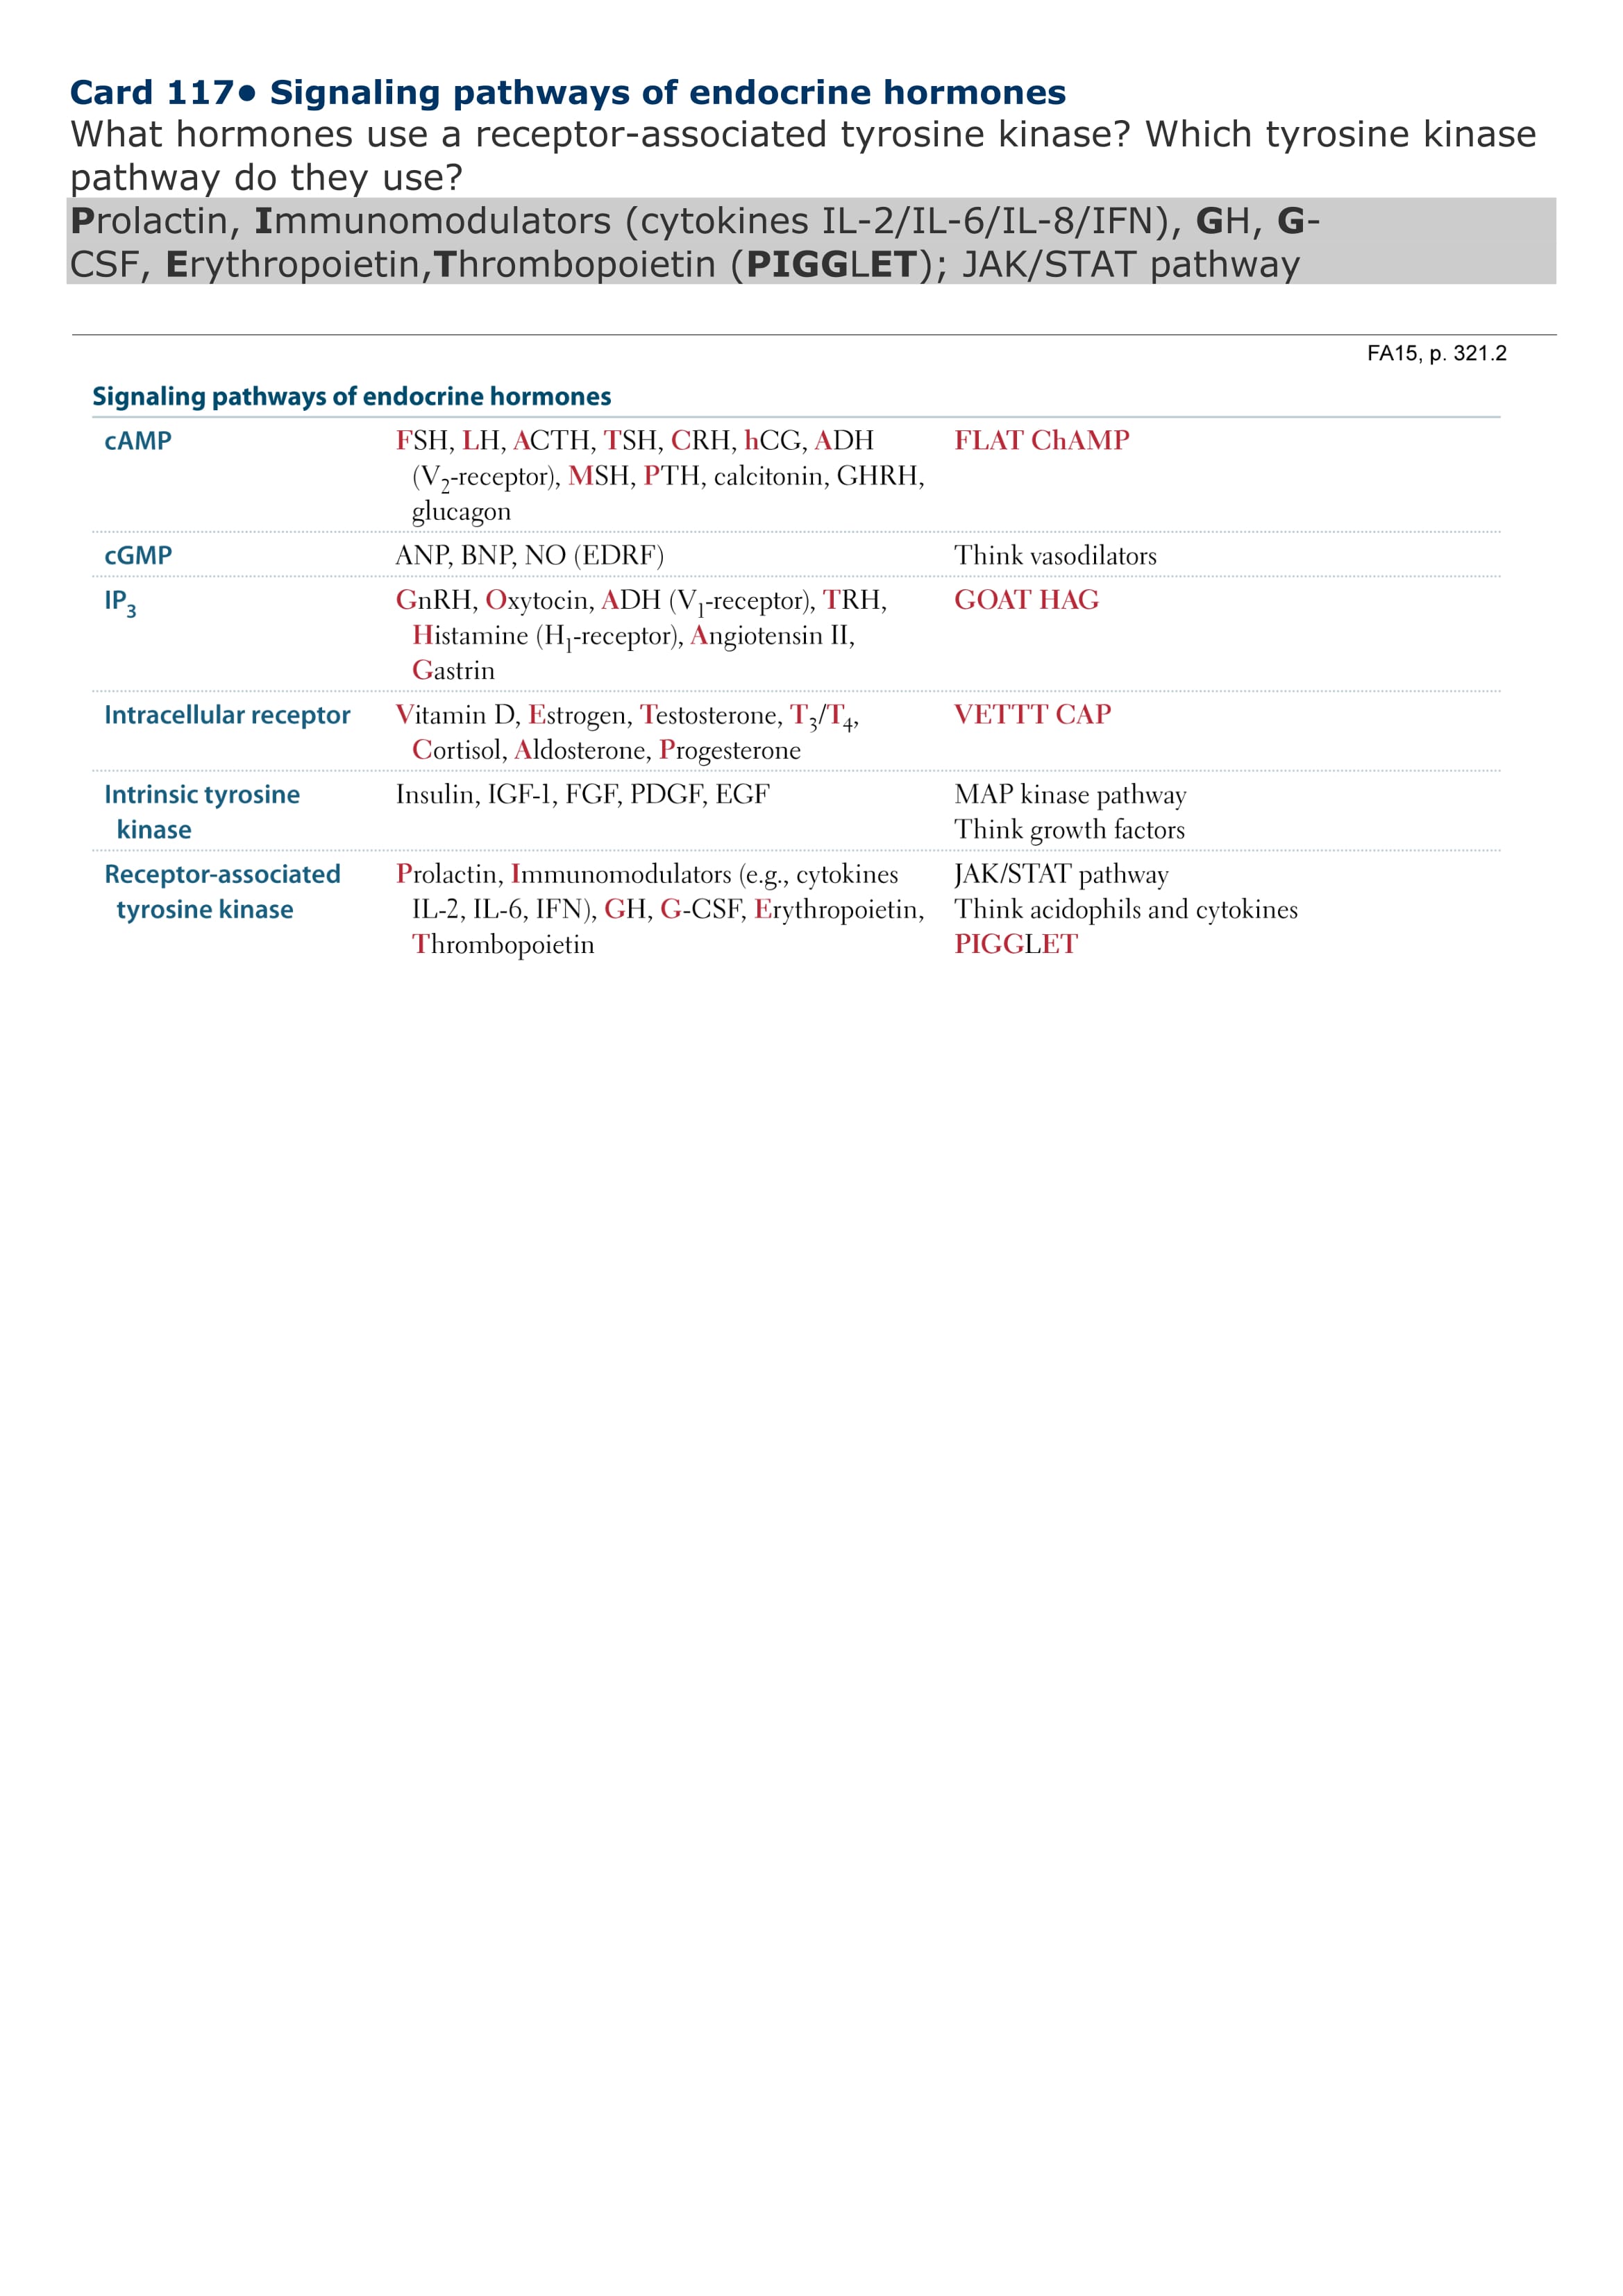 Card 117• Signaling pathways of endocrine hormones
What hormones use a receptor-associated tyrosine kinase? Which tyrosine kinase
pathway do they use?
Prolactin, Immunomodulators (cytokines IL-2/IL-6/IL-8/IFN), GH, G-
CSF, Erythropoietin,Thrombopoietin (PIGGLET); JAK/STAT pathway
FA15, p. 321.2
Signaling pathways of endocrine hormones
cAMP FSH, LH, ACTH, TSH, CRH, hCG, ADH FLAT ChAMP
(V2-receptor), MSH, PTH, calcitonin, GHRH,
glucagon
cGMP ANP, BNP, NO (EDRF) Think vasodilators
IP3 GnRH, Oxytocin, ADH (V1-receptor), TRH, GOAT HAG
Histamine (H1-receptor), Angiotensin II,
Gastrin
Intracellular receptor Vitamin D, Estrogen, Testosterone, T3/T4, VETTT CAP
Cortisol, Aldosterone, Progesterone
Intrinsic tyrosine Insulin, IGF-1, FGF, PDGF, EGF MAP kinase pathway
kinase Think growth factors
Receptor-associated Prolactin, Immunomodulators (e.g., cytokines JAK/STAT pathway
tyrosine kinase IL-2, IL-6, IFN), GH, G-CSF, Erythropoietin, Think acidophils and cytokines
Thrombopoietin PIGGLET